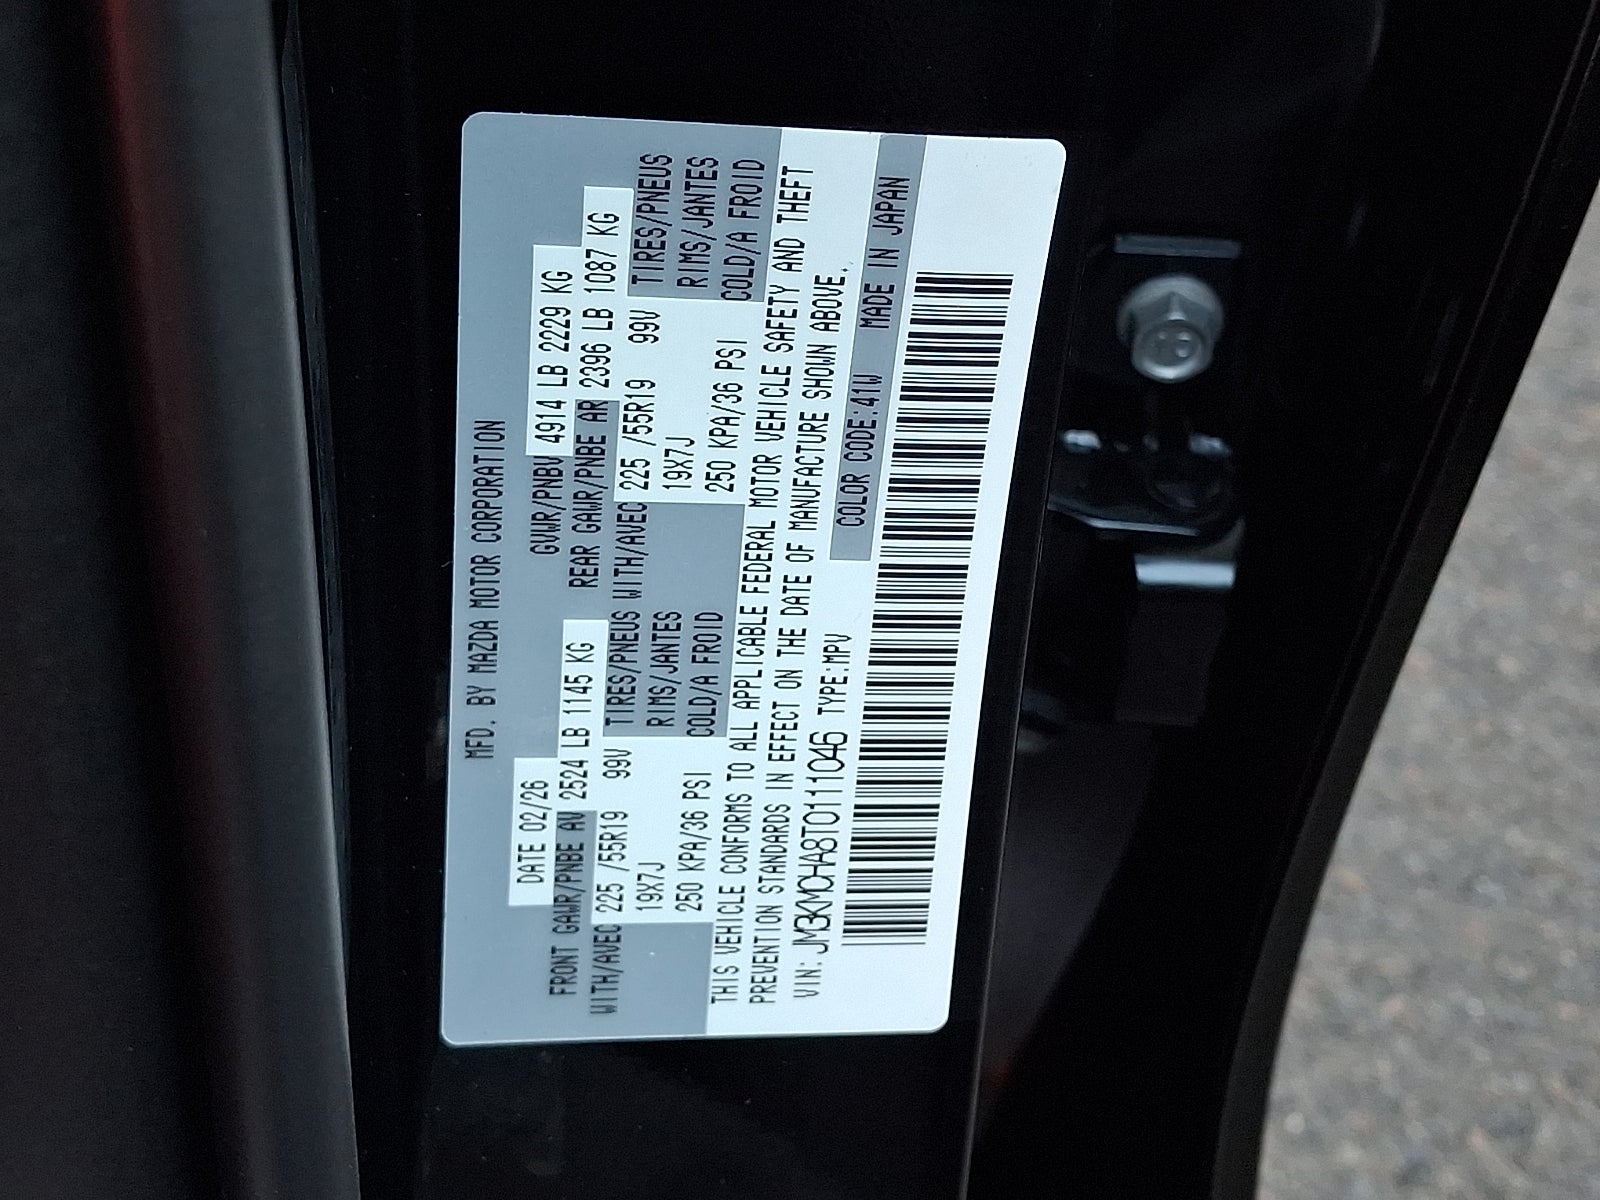 MFD. BY MAZDA MOTOR CORPORATION
DATE 02/26 GVWR/PNBV 4914 LB 2229 KG
FRONT GAWR/PNBE AV 2524 LB 1145 KG REAR GAWR/PNBE AR 2396 LB 1087 KG
WITH/AVEC 225 /55R19 99V TIRES/PNEUS WITH/AVEC 225 /55R19 99V TIRES/PNEUS
19X7J RIMS/JANTES 19X7J RIMS/JANTES
250 KPA/36 PSI COLD/A FROID 250 KPA/36 PSI COLD/A FROID
THIS VEHICLE CONFORMS TO ALL APPLICABLE FEDERAL MOTOR VEHICLE SAFETY AND THEFT
PREVENTION STANDARDS IN EFFECT ON THE DATE OF MANUFACTURE SHOWN ABOVE.
VIN: JM3KM0HA8T0111046 TYPE:MPV COLOR CODE:41W MADE IN JAPAN